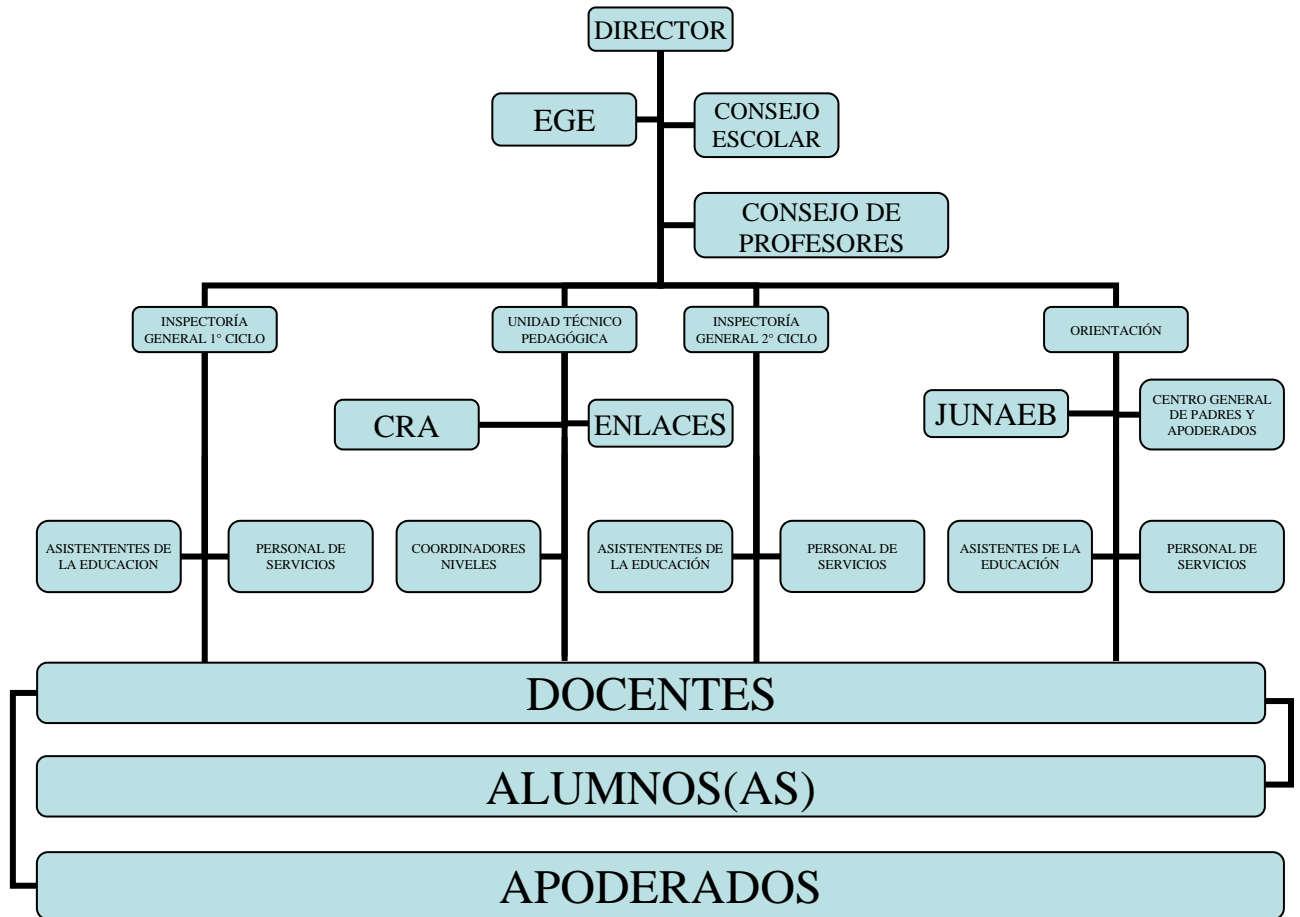 DIRECTOR
EGE
CONSEJO
ESCOLAR
CONSEJO DE
PROFESORES
INSPECTORÍA
GENERAL 1° CICLO
UNIDAD TÉCNICO
PEDAGÓGICA
INSPECTORÍA
GENERAL 2° CICLO
ORIENTACIÓN
CRA
ENLACES
JUNAEB
CENTRO GENERAL
DE PADRES Y
APODERADOS
ASISTENTENTES DE
LA EDUCACION
PERSONAL DE
SERVICIOS
COORDINADORES
NIVELES
ASISTENTENTES DE
LA EDUCACIÓN
PERSONAL DE
SERVICIOS
ASISTENTES DE LA
EDUCACIÓN
PERSONAL DE
SERVICIOS
DOCENTES
ALUMNOS(AS)
APODERADOS